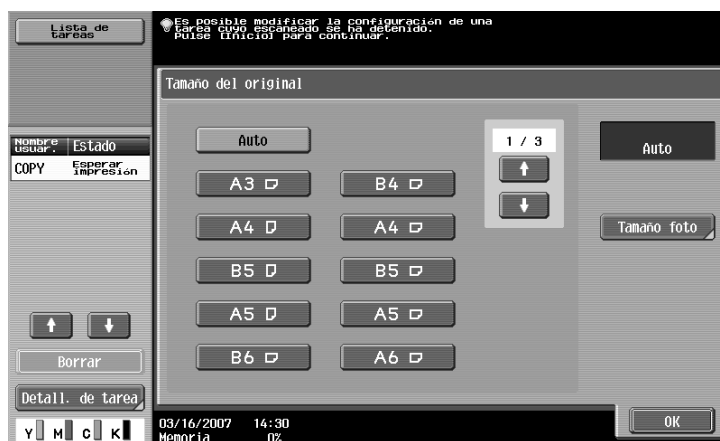 Lista de
tareas
Es posible modificar la configuración de una
tarea cuyo escaneado se ha detenido.
Pulse [Inicio] para continuar.
Tamaño del original
Nombre
usuar.
Estado
COPY
Esperar
impresión
Auto
1 / 3
Auto
A3
B4
A4
A4
Tamaño foto
B5
B5
A5
A5
B6
A6
Borrar
Detall. de tarea
Y M C K
03/16/2007 14:30
Memoria 0%
OK